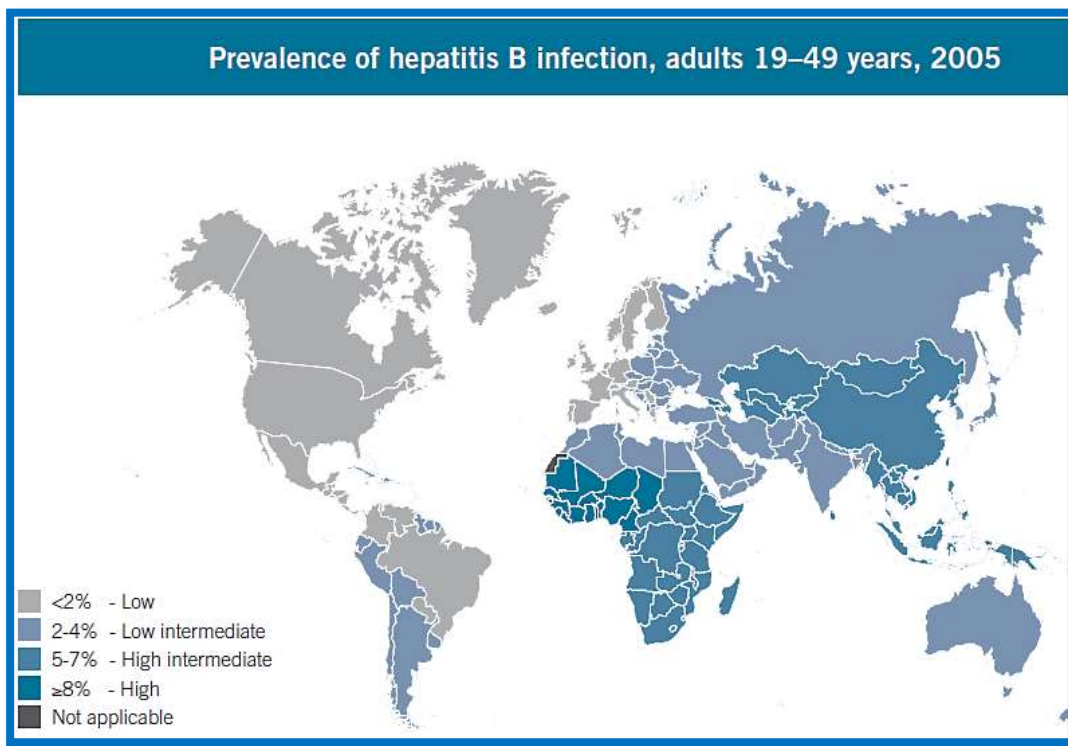 Prevalence of hepatitis B infection, adults 19–49 years, 2005
<2% - Low
2-4% - Low intermediate
5-7% - High intermediate
≥8% - High
Not applicable